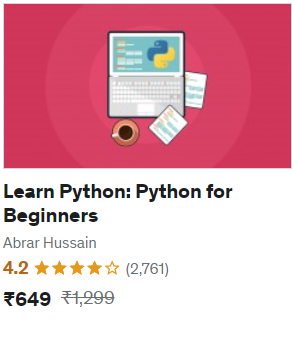 Learn Python: Python for
Beginners
Abrar Hussain
4.2 (2,761)
₹649 ₹1,299